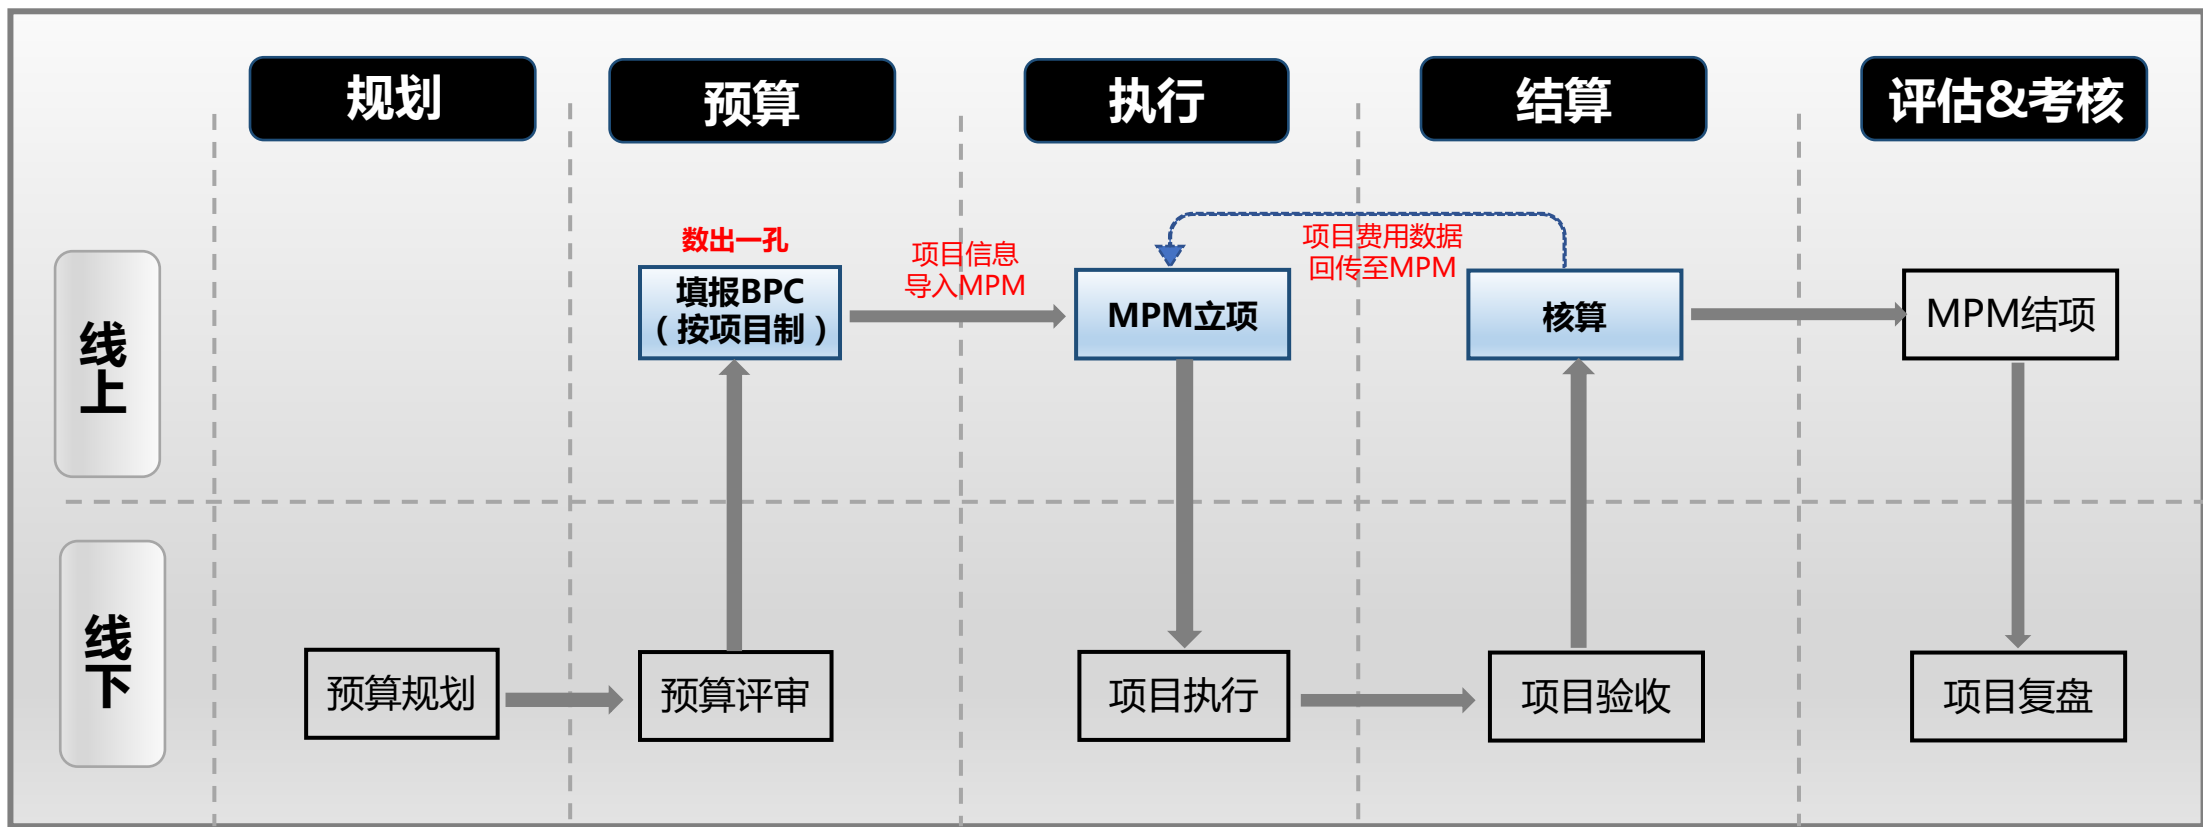 规划
预算
执行
结算
评估&考核
线上
数出一孔
填报BPC
（按项目制）
项目信息
导入MPM
MPM立项
项目费用数据
回传至MPM
核算
MPM结项
线下
预算规划
预算评审
项目执行
项目验收
项目复盘